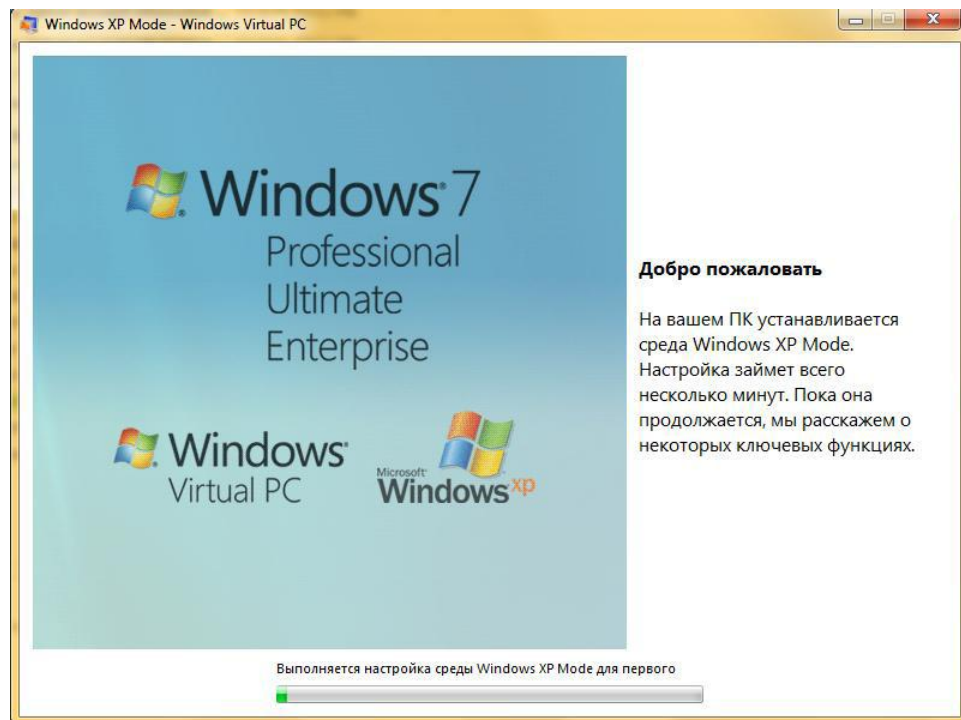 Windows XP Mode - Windows Virtual PC
Windows 7
Professional
Ultimate
Enterprise
Windows
Virtual PC
Microsoft
Windows xp
Добро пожаловать
На вашем ПК устанавливается
среда Windows XP Mode.
Настройка займет всего
несколько минут. Пока она
продолжается, мы расскажем о
некоторых ключевых функциях.
Выполняется настройка среды Windows XP Mode для первого